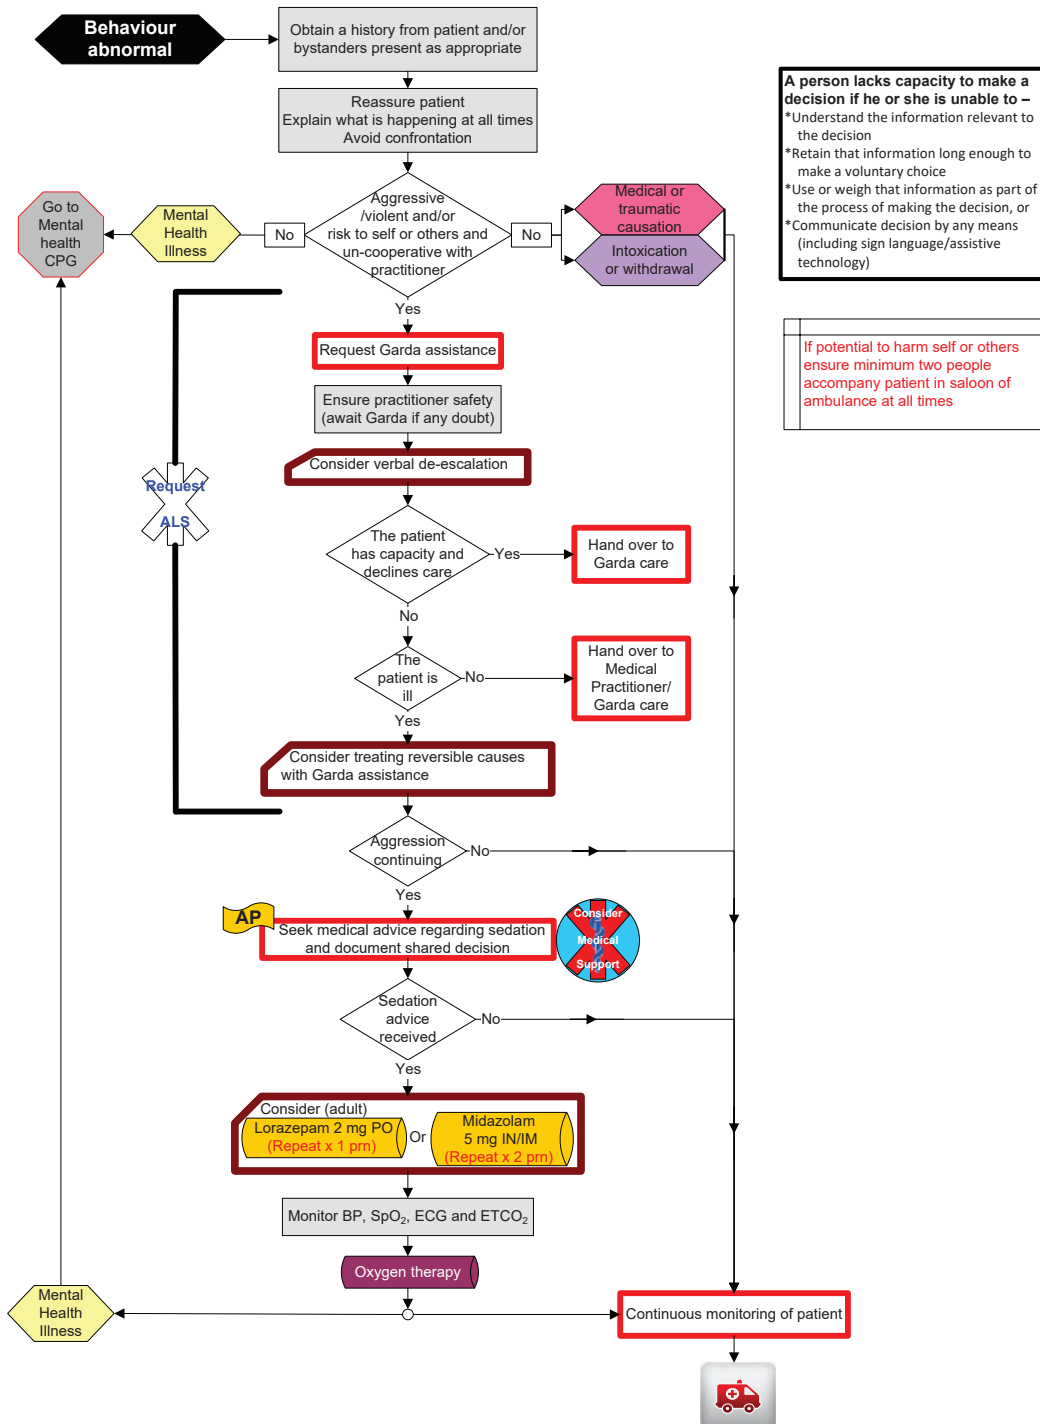 Behaviour
abnormal
Obtain a history from patient and/or
bystanders present as appropriate
Reassure patient
Explain what is happening at all times
Avoid confrontation
A person lacks capacity to make a
decision if he or she is unable to –
*Understand the information relevant to
the decision
*Retain that information long enough to
make a voluntary choice
*Use or weigh that information as part of
the process of making the decision, or
*Communicate decision by any means
(including sign language/assistive
technology)
Go to
Mental
health
CPG
Mental
Health
Illness
No
Aggressive
/violent and/or
risk to self or others and
un-cooperative with
practitioner
No
Medical or
traumatic
causation
Intoxication
or withdrawal
Yes
If potential to harm self or others
ensure minimum two people
accompany patient in saloon of
ambulance at all times
Request Garda assistance
Ensure practitioner safety
(await Garda if any doubt)
Consider verbal de-escalation
Request
ALS
The patient
has capacity and
declines care
Yes
Hand over to
Garda care
No
The
patient is
ill
No
Hand over to
Medical
Practitioner/
Garda care
Yes
Consider treating reversible causes
with Garda assistance
Aggression
continuing
No
Yes
AP
Seek medical advice regarding sedation
and document shared decision
Consider
Medical
Support
Sedation
advice
received
No
Yes
Consider (adult)
Lorazepam 2 mg PO
(Repeat x 1 prn)
Or
Midazolam
5 mg IN/IM
(Repeat x 2 prn)
Monitor BP, SpO₂, ECG and ETCO₂
Oxygen therapy
Mental
Health
Illness
Continuous monitoring of patient